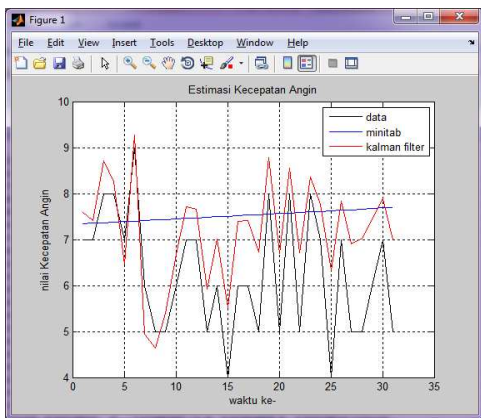 Figure 1
File Edit View Insert Tools Desktop Window Help
Estimasi Kecepatan Angin
data
minitab
kalman filter
nilai Kecepatan Angin
10
9
8
7
6
5
4
0 5 10 15 20 25 30 35
waktu ke-